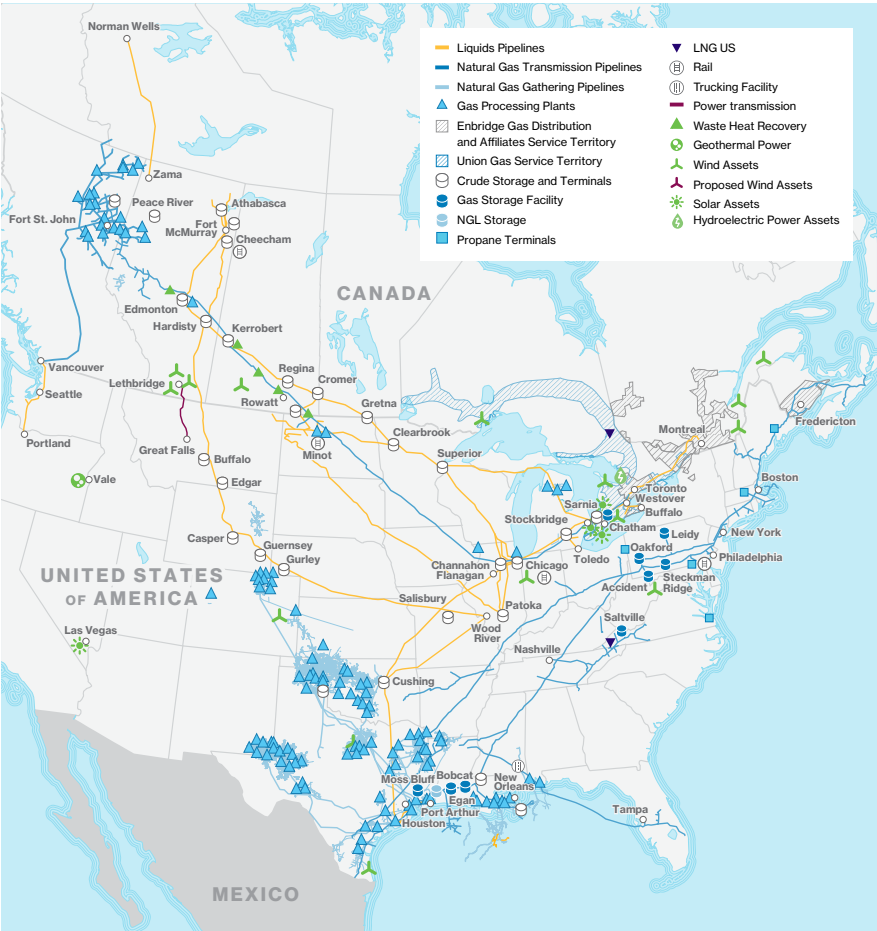 Norman Wells
Liquids Pipelines
Natural Gas Transmission Pipelines
Natural Gas Gathering Pipelines
Gas Processing Plants
Enbridge Gas Distribution
and Affiliates Service Territory
Union Gas Service Territory
Crude Storage and Terminals
Gas Storage Facility
NGL Storage
Propane Terminals
LNG US
Rail
Trucking Facility
Power transmission
Waste Heat Recovery
Geothermal Power
Wind Assets
Proposed Wind Assets
Solar Assets
Hydroelectric Power Assets
Zama
Peace River
Athabasca
Fort St. John
Fort
McMurray
Cheecham
CANADA
Edmonton
Hardisty
Kerrobert
Vancouver
Regina
Lethbridge
Cromer
Seattle
Rowatt
Gretna
Fredericton
Portland
Great Falls
Clearbrook
Montreal
Minot
Buffalo
Superior
Vale
Edgar
Boston
Toronto
Westover
Sarnia
Buffalo
Stockbridge
Chatham
Leidy
New York
Casper
Guernsey
Oakford
Philadelphia
Gurley
Channahon
Chicago
Toledo
Flanagan
UNITED STATES
OF AMERICA
Steckman
Accident
Ridge
Salisbury
Patoka
Las Vegas
Wood
River
Saltville
Nashville
Cushing
Moss Bluff
Bobcat
New
Orleans
Egan
Port Arthur
Houston
Tampa
MEXICO